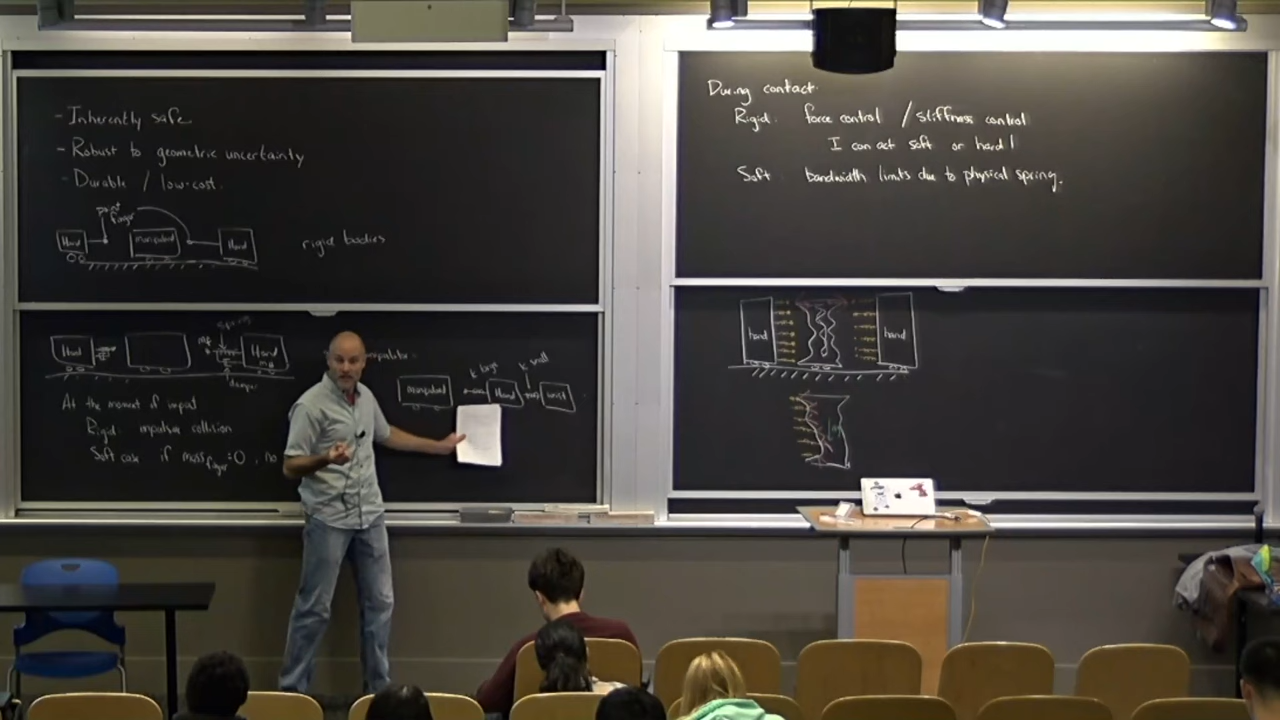 - Inherently safe
- Robust to geometric uncertainty
- Durable / low-cost.
finger
Hand
manipuland
Hand
rigid bodies
Hand
spring
Hand
damper
At the moment of impact
Rigid: impulsive collision
Soft case if mass finger = 0, no
k large
k small
manipuland
Hand
wrist
During contact.
Rigid: force control / stiffness control
I can act soft or hard!
Soft bandwidth limits due to physical spring.
hand
hand